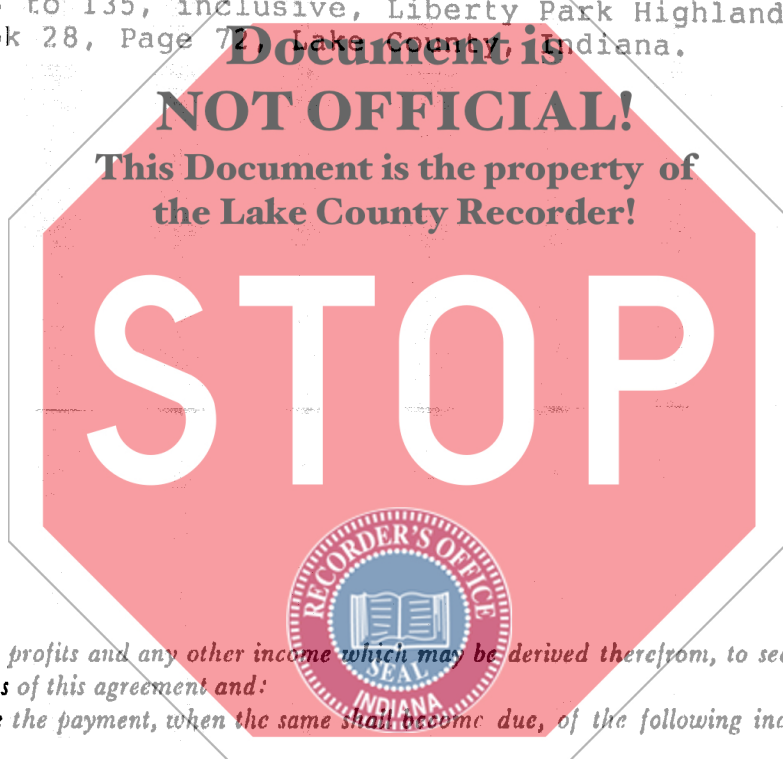 to 135, inclusive, Liberty Park Highland
k 28, Page 72, Lake County, Indiana.
Document is
NOT OFFICIAL!
This Document is the property of
the Lake County Recorder!
STOP
RECORDER'S OFFICE
SEAL
INDIANA
profits and any other income which may be derived therefrom, to se
s of this agreement and:
e the payment, when the same shall become due, of the following in